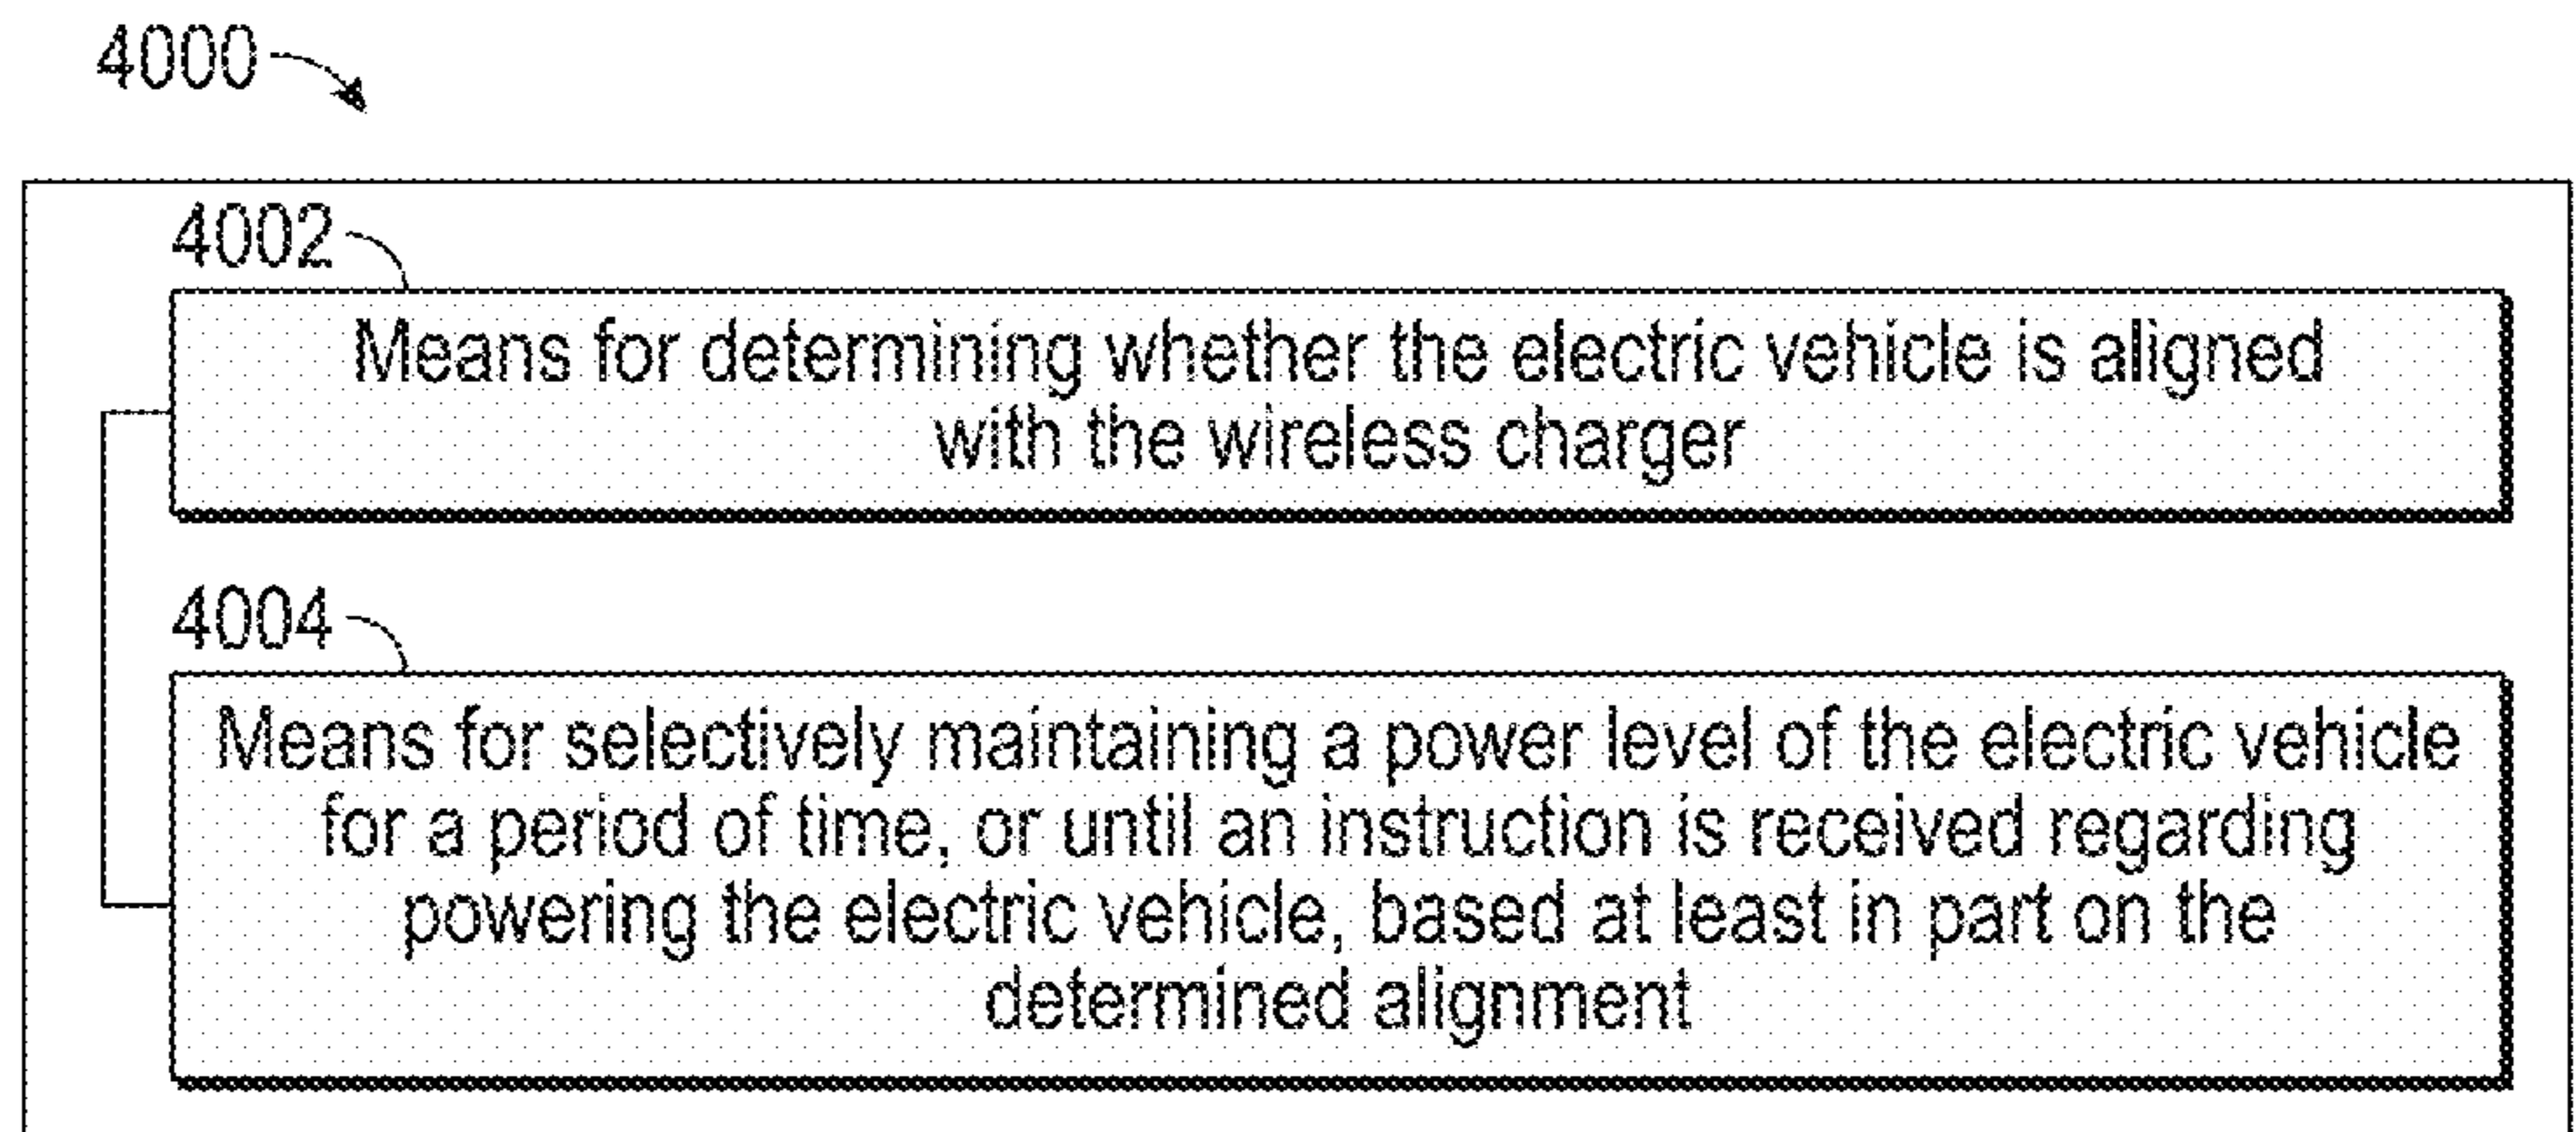 4000
4002
Means for determining whether the electric vehicle is aligned
with the wireless charger
4004
Means for selectively maintaining a power level of the electric vehicle
for a period of time, or until an instruction is received regarding
powering the electric vehicle, based at least in part on the
determined alignment